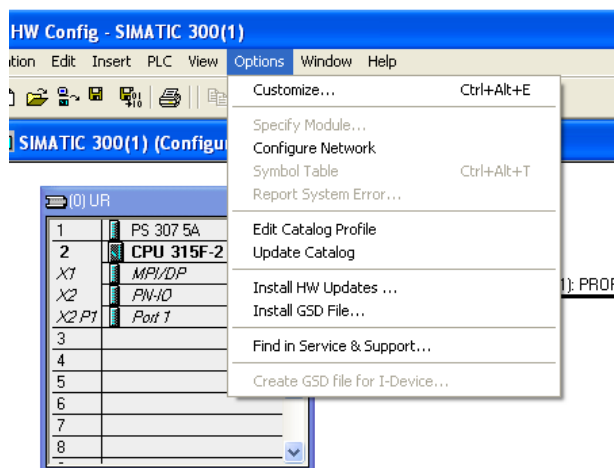 HW Config - SIMATIC 300(1)
Edit Insert PLC View Options Window Help
Customize... Ctrl+Alt+E
Specify Module...
SIMATIC 300(1) (Configu
Configure Network
Symbol Table Ctrl+Alt+T
Report System Error...
(0) UR
1 PS 307 5A
Edit Catalog Profile
2 CPU 315F-2
Update Catalog
X1 MPI/DP
X2 PN-IO
Install HW Updates ...
1): PROF
X2 P1 Port 1
Install GSD File...
3
Find in Service & Support...
4
5
Create GSD file for I-Device...
6
7
8